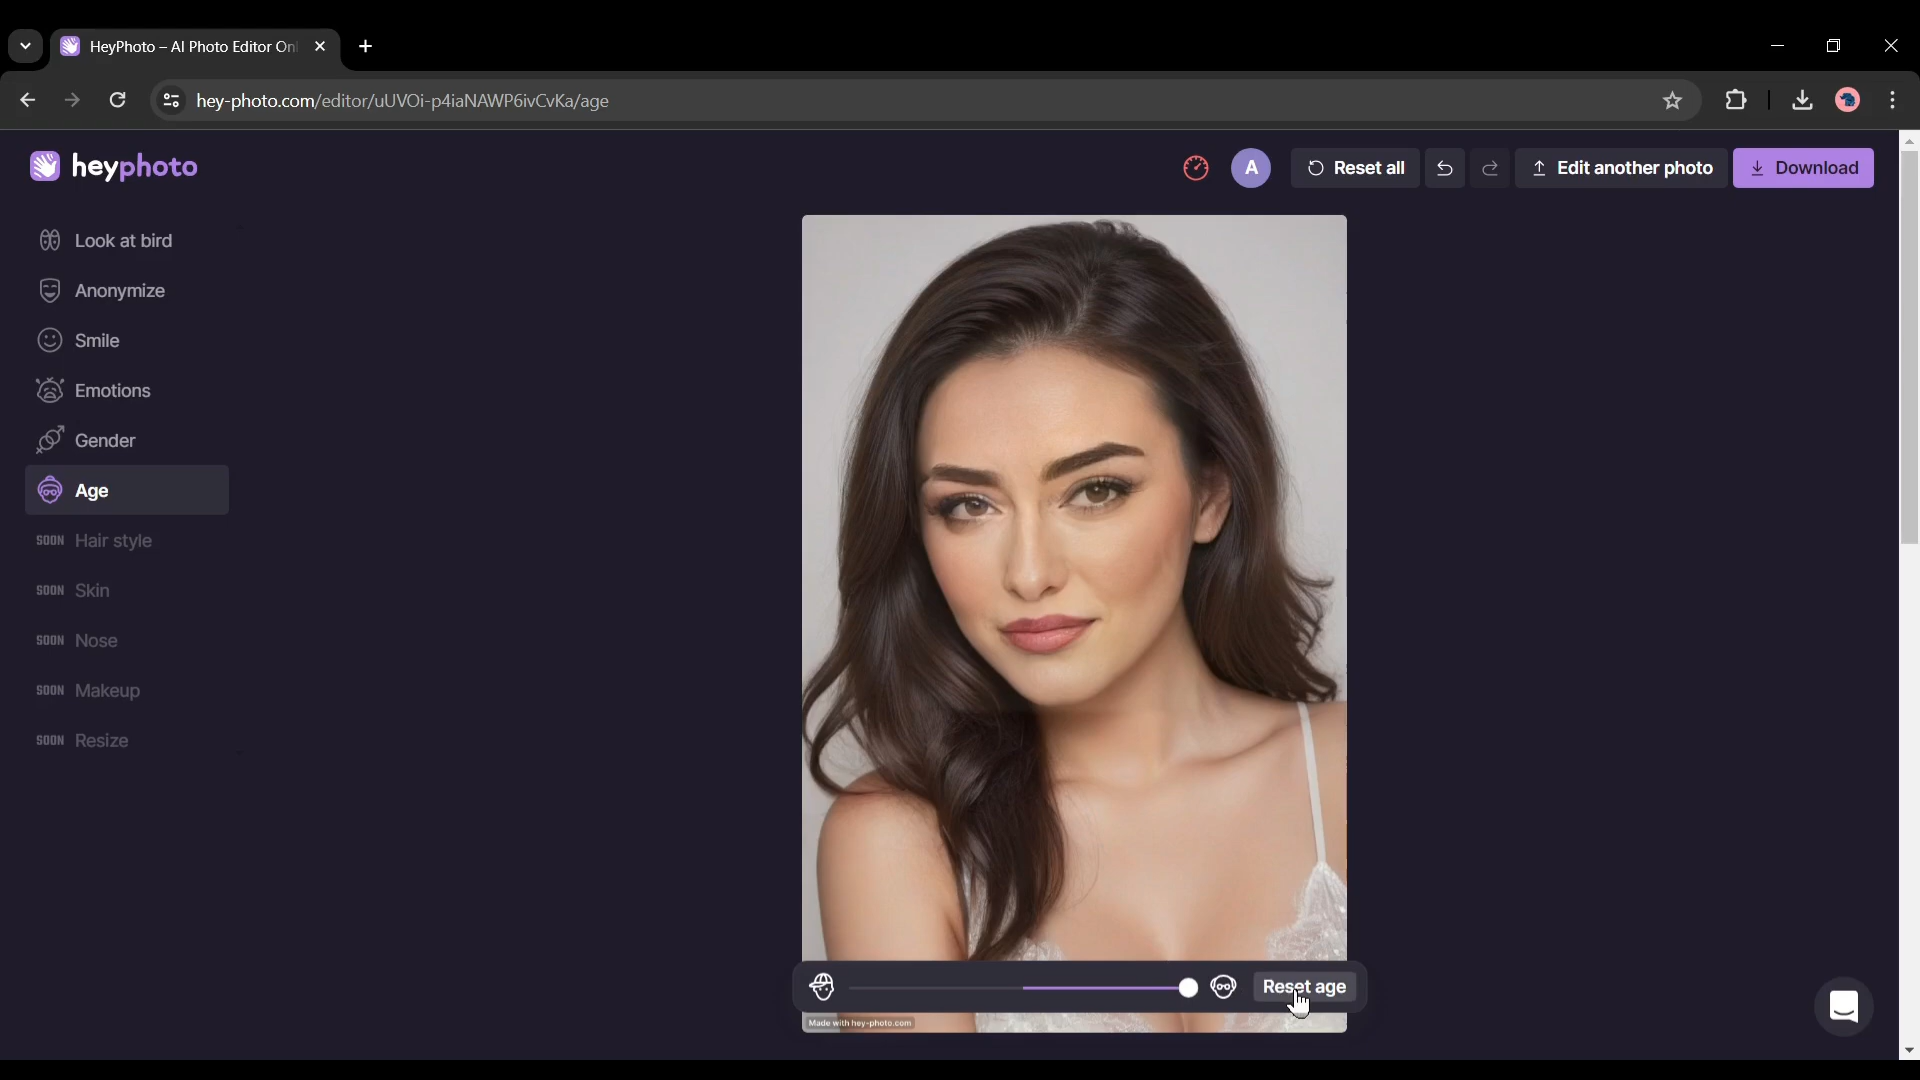 HeyPhoto – AI Photo Editor Onl
hey-photo.com/editor/uUVOi-p4iaNAWP6ivCvKa/age
heyphoto
A
Reset all
Edit another photo
Download
Look at bird
Anonymize
Smile
Emotions
Gender
Age
SOON Hair style
SOON Skin
SOON Nose
SOON Makeup
SOON Resize
Reset age
Made with hey-photo.com